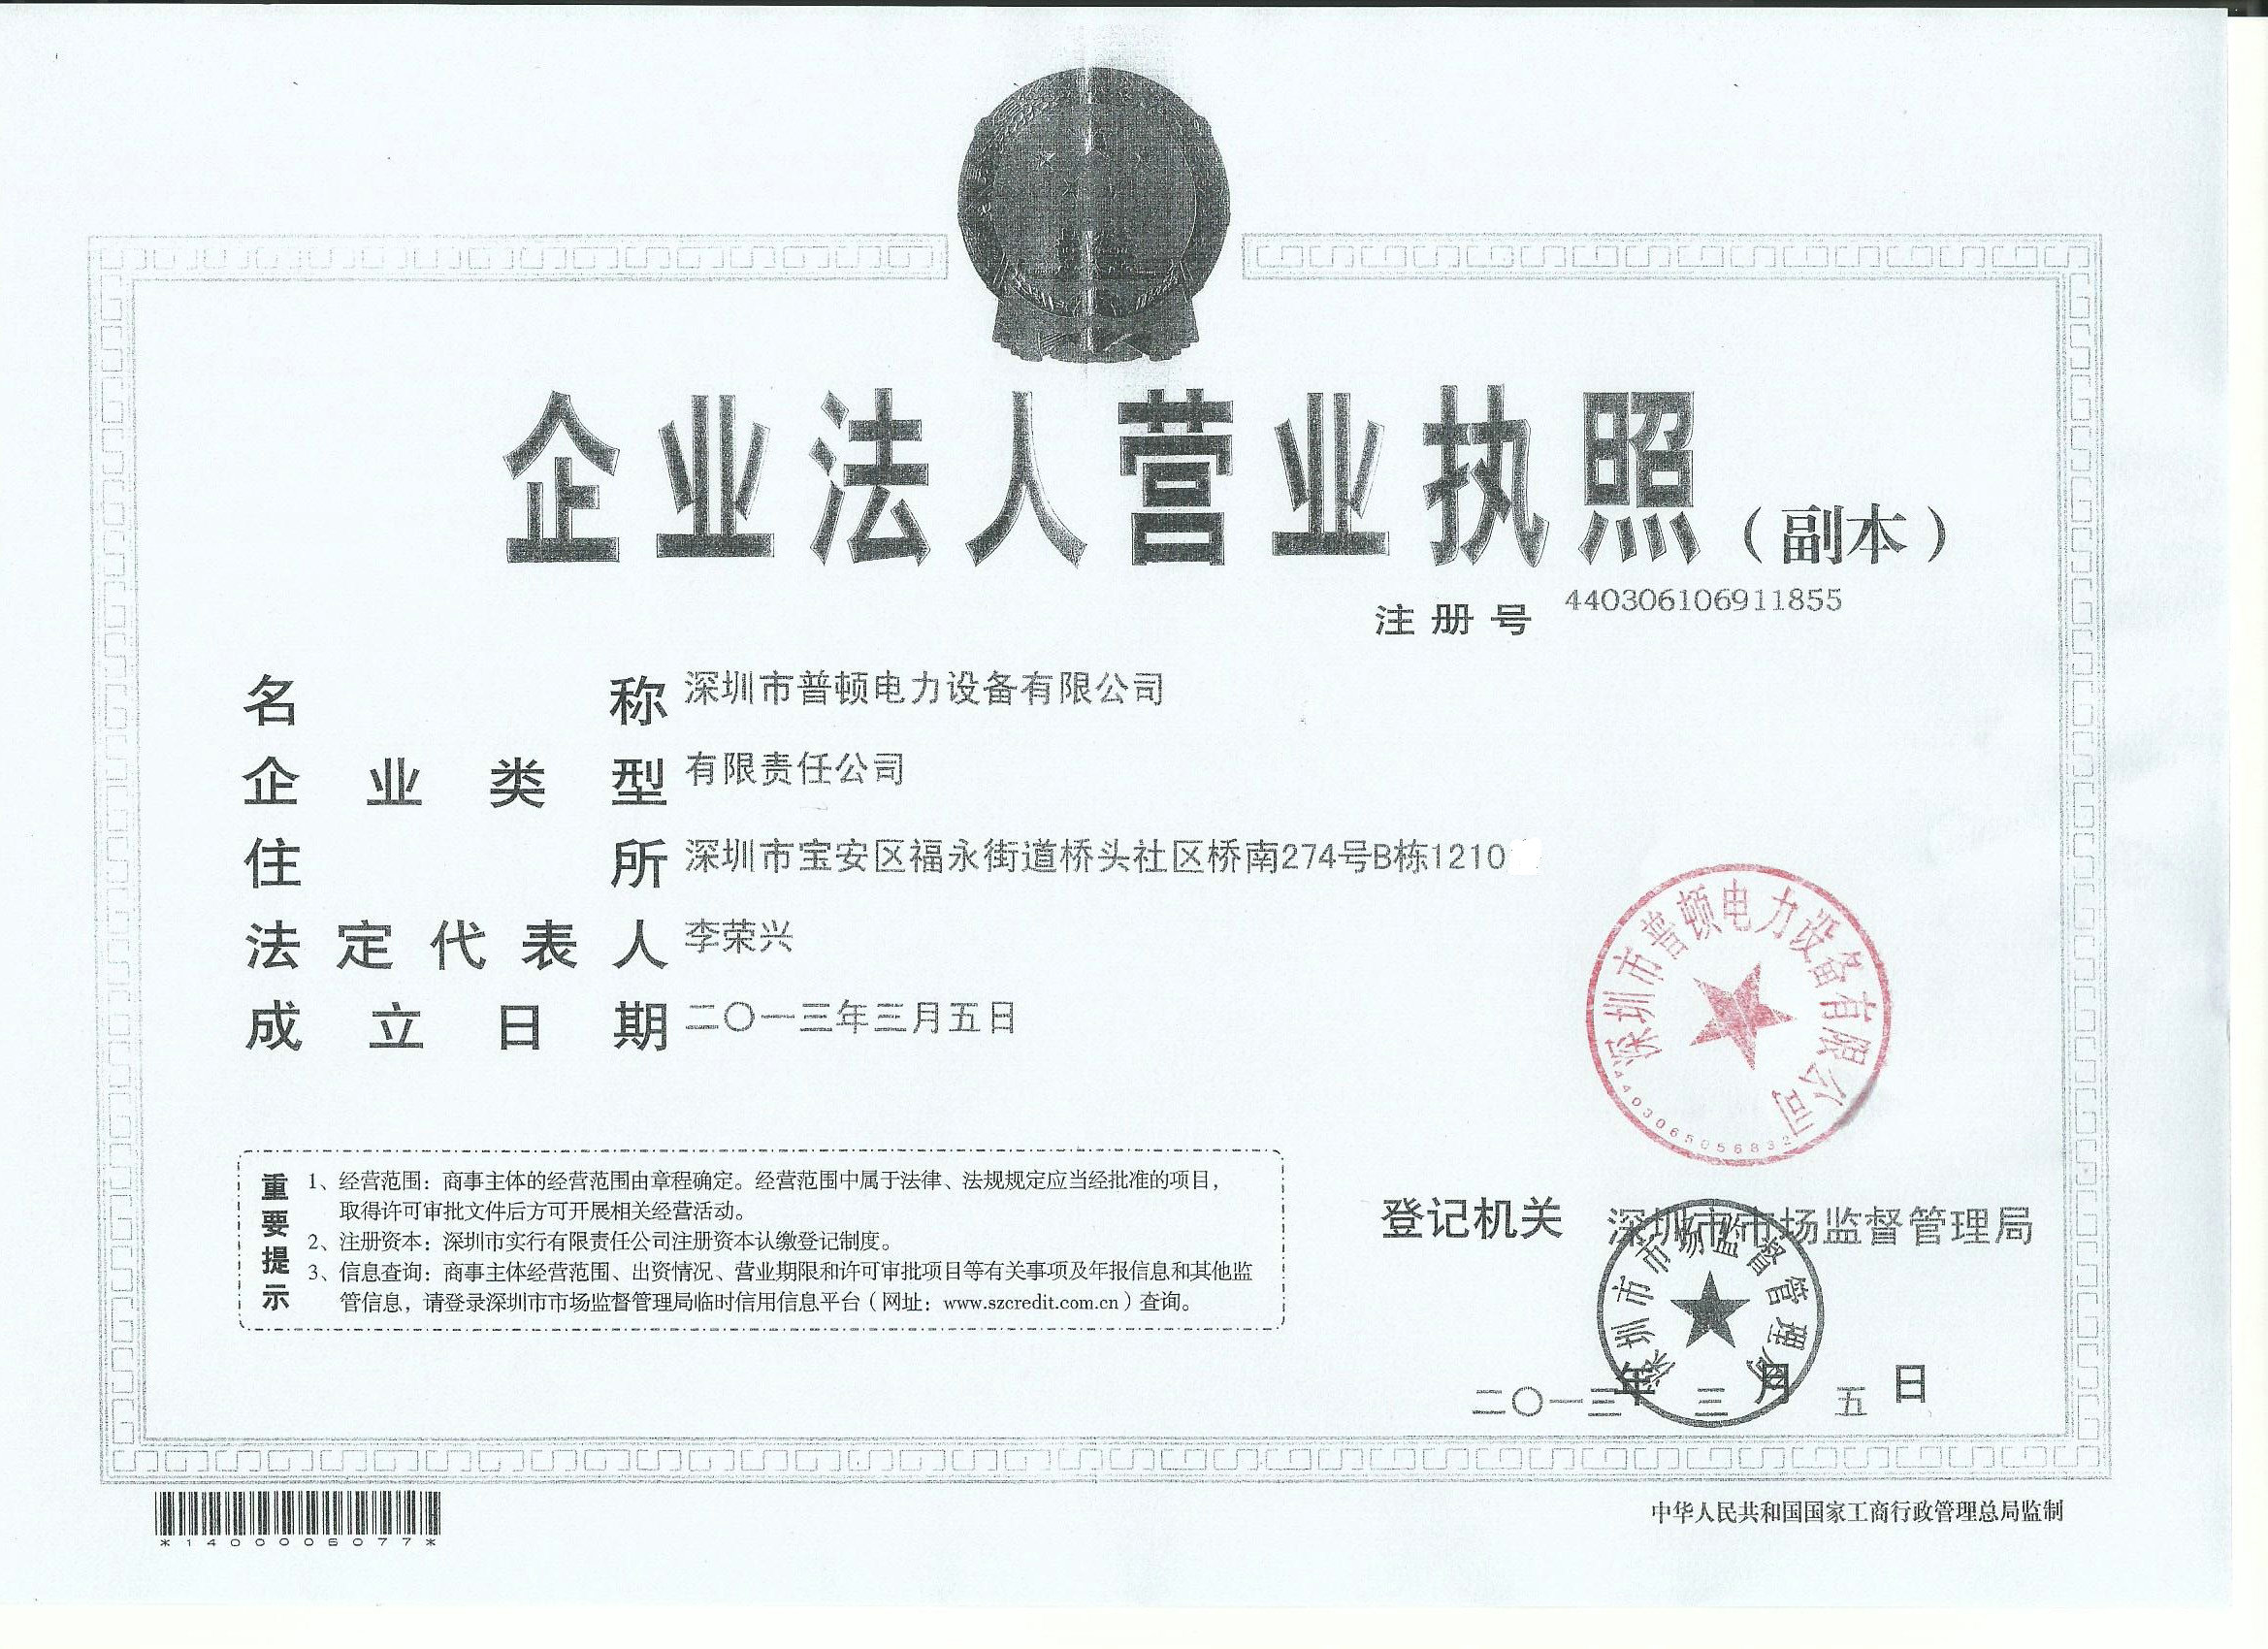 企业法人营业执照（副本）
注册号 440306106911855
名称 深圳市普顿电力设备有限公司
企业类型 有限责任公司
住所 深圳市宝安区福永街道桥头社区桥南274号B栋1210
法定代表人 李荣兴
成立日期 二〇一三年三月五日
深圳市普顿电力设备有限公司
4403065056832
重要提示
1、经营范围：商事主体的经营范围由章程确定。经营范围中属于法律、法规规定应当经批准的项目，
取得许可审批文件后方可开展相关经营活动。
2、注册资本：深圳市实行有限责任公司注册资本认缴登记制度。
3、信息查询：商事主体经营范围、出资情况、营业期限和许可审批项目等有关事项及年报信息和其他监
管信息，请登录深圳市市场监督管理局临时信用信息平台（网址：www.szcredit.com.cn）查询。
登记机关 深圳市市场监督管理局
深圳市市场监督管理局
二〇一三年三月五日
*1400006077*
中华人民共和国国家工商行政管理总局监制